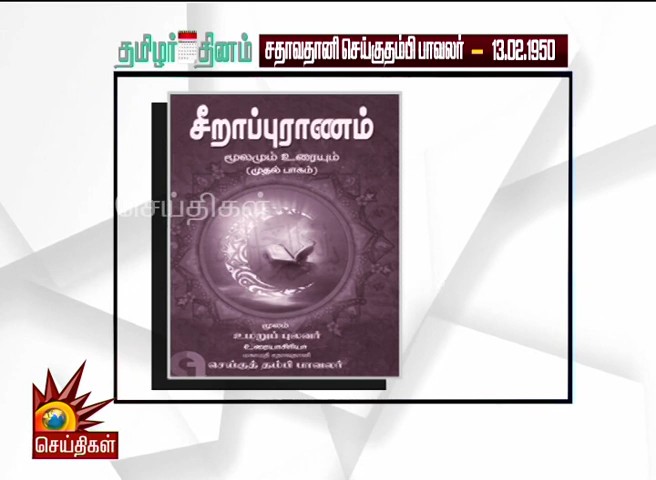 தமிழர் தினம்
சதாவதானி செய்குதம்பி பாவலர் – 13.02.1950
சீறாப்புராணம்
மூலமும் உரையும்
(முதல் பாகம்)
செய்திகள்
மூலம்
உமறுப் புலவர்
உரையாசிரியர்
செய்குத் தம்பி பாவலர்
செய்திகள்